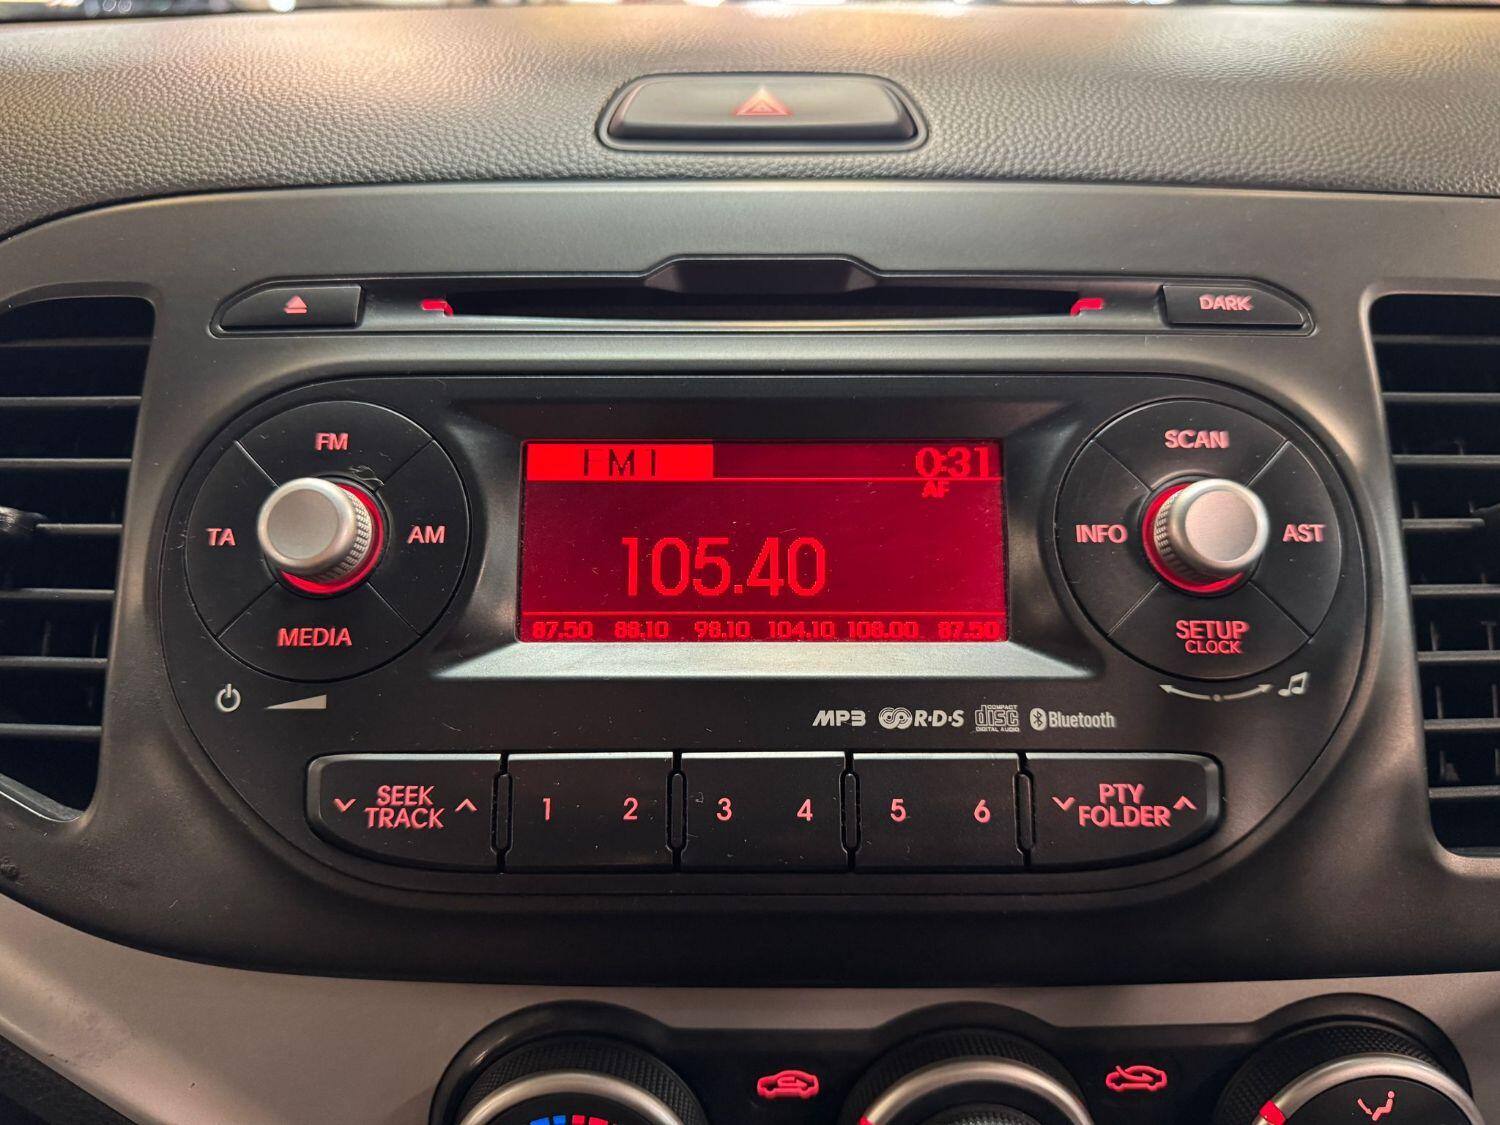 DARK
FM
TA
AM
MEDIA
FM1 0:31
AF
105.40
87.50 88.10 98.10 104.10 108.00 87.50
SCAN
INFO
AST
SETUP
CLOCK
MP3 R·D·S COMPACT disc DIGITAL AUDIO Bluetooth
SEEK
TRACK
1 2 3 4 5 6
PTY
FOLDER